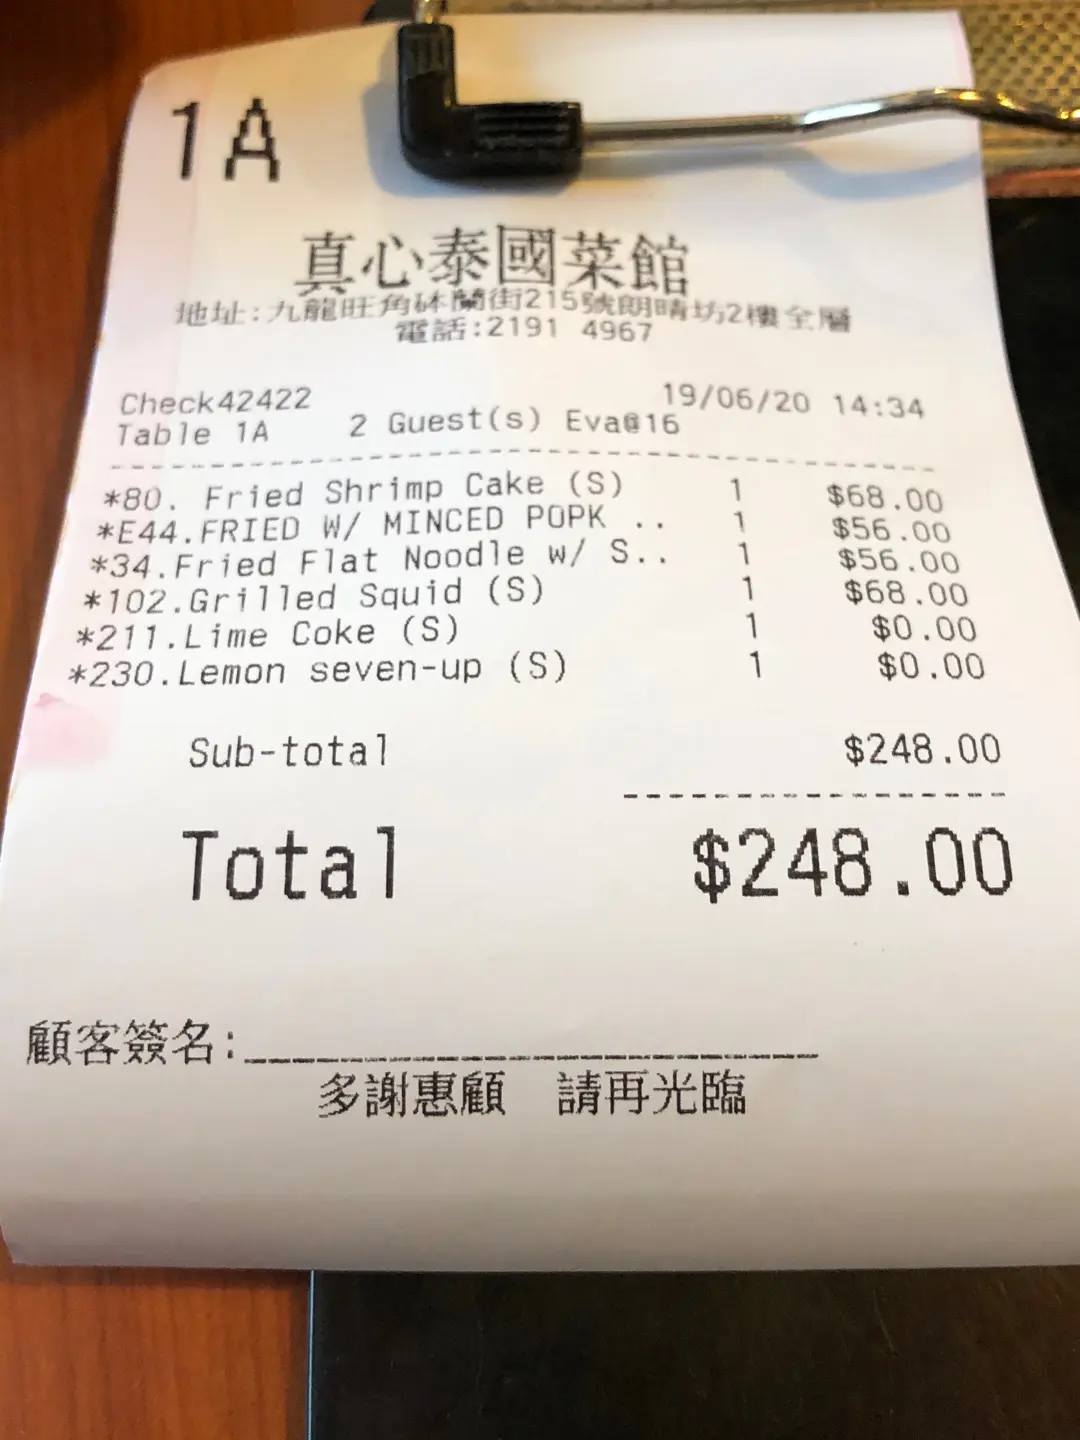 1A
真心泰國菜館
地址:九龍旺角砵蘭街215號朗晴坊2樓全層
電話:2191 4967
Check42422 19/06/20 14:34
Table 1A 2 Guest(s) Eva@16
*80. Fried Shrimp Cake (S) 1 $68.00
*E44.FRIED W/ MINCED POPK .. 1 $56.00
*34.Fried Flat Noodle w/ S.. 1 $56.00
*102.Grilled Squid (S) 1 $68.00
*211.Lime Coke (S) 1 $0.00
*230.Lemon seven-up (S) 1 $0.00
Sub-total $248.00
Total $248.00
顧客簽名:
多謝惠顧 請再光臨